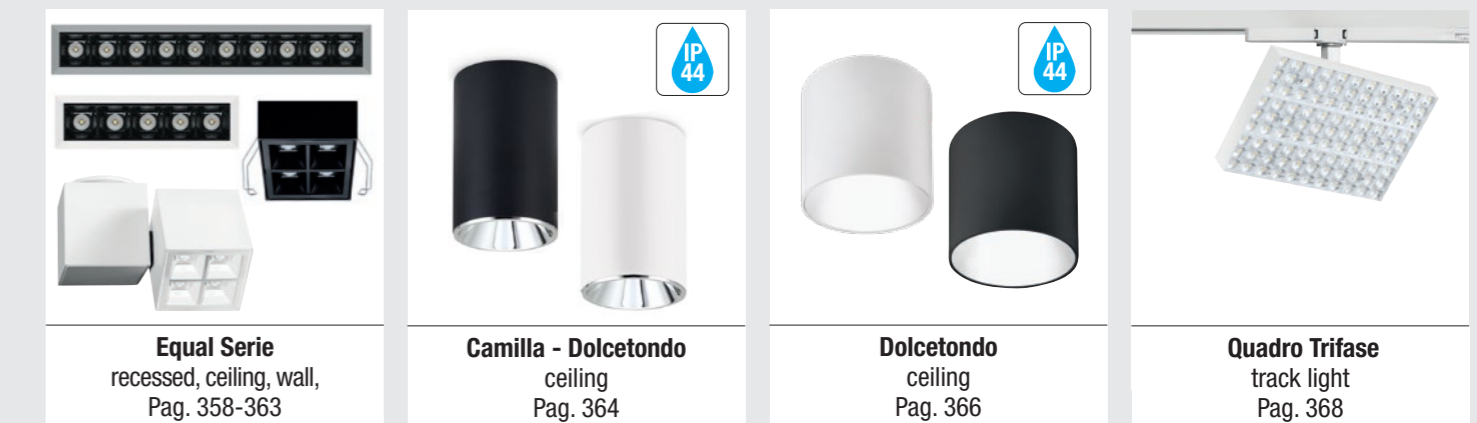 Equal Serie
recessed, ceiling, wall,
Pag. 358-363
IP
44
Camilla - Dolcetondo
ceiling
Pag. 364
IP
44
Dolcetondo
ceiling
Pag. 366
Quadro Trifase
track light
Pag. 368